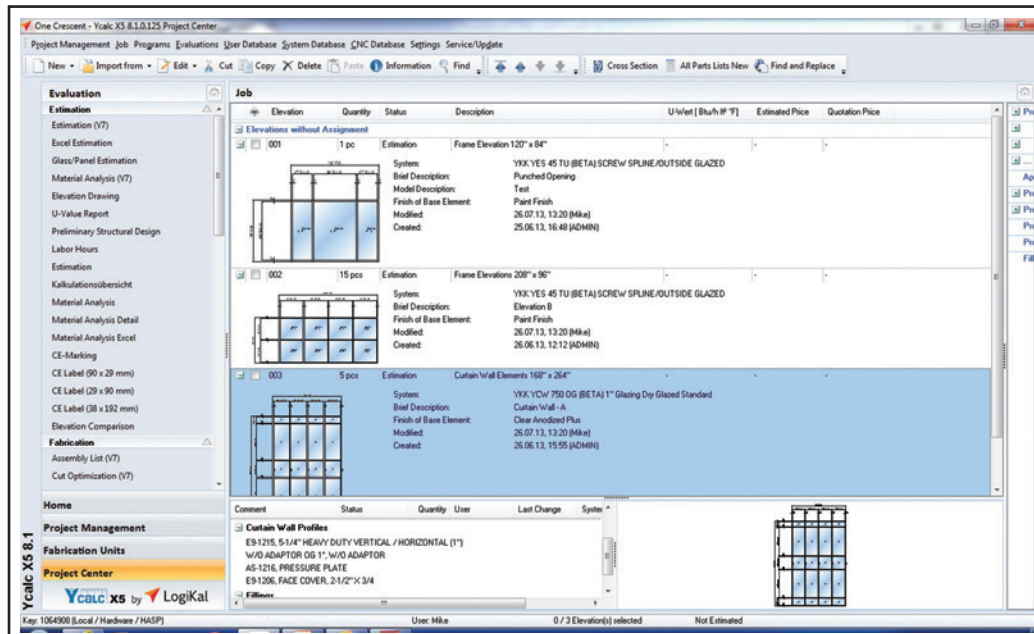 One Crescent - Ycalc X5 8.1.0.125 Project Center
Project Management Job Programs Evaluations User Database System Database CNC Database Settings Service/Update
New Import from Edit Cut Copy Delete Paste Information Find Cross Section All Parts Lists New Find and Replace
Evaluation
Estimation
Estimation (V7)
Excel Estimation
Glass/Panel Estimation
Material Analysis (V7)
Elevation Drawing
U-Value Report
Preliminary Structural Design
Labor Hours
Estimation
Kalkulationsübersicht
Material Analysis
Material Analysis Detail
Material Analysis Excel
CE-Marking
CE Label (90 x 29 mm)
CE Label (29 x 90 mm)
CE Label (38 x 192 mm)
Elevation Comparison
Fabrication
Assembly List (V7)
Cut Optimization (V7)
Home
Project Management
Fabrication Units
Project Center
Ycalc X5 by LogiKal
Ycalc X5 8.1
Job
Elevation Quantity Status Description U-Wert [ Btu/h ft² °F] Estimated Price Quotation Price
Elevations without Assignment
001 1 pc Estimation Frame Elevation 120" x 84" - - -
System: YKK YES 45 TU (BETA) SCREW SPLINE/OUTSIDE GLAZED
Brief Description: Punched Opening
Model Description: Test
Finish of Base Element: Paint Finish
Modified: 26.07.13, 13:20 (Mike)
Created: 25.06.13, 16:48 (ADMIN)
002 15 pcs Estimation Frame Elevations 208" x 96" - - -
System: YKK YES 45 TU (BETA) SCREW SPLINE/OUTSIDE GLAZED
Brief Description: Elevation B
Finish of Base Element: Paint Finish
Modified: 26.07.13, 13:20 (Mike)
Created: 26.06.13, 12:12 (ADMIN)
003 5 pcs Estimation Curtain Wall Elements 168" x 264" - - -
System: YKK YCW 750 OG (BETA) 1" Glazing Dry Glazed Standard
Brief Description: Curtain Wall - A
Finish of Base Element: Clear Anodized Plus
Modified: 26.07.13, 13:20 (Mike)
Created: 26.06.13, 15:55 (ADMIN)
Comment Status Quantity User Last Change System
Curtain Wall Profiles
E9-1215, 5-1/4" HEAVY DUTY VERTICAL / HORIZONTAL (1")
W/O ADAPTOR OG 1", W/O ADAPTOR
AS-1216, PRESSURE PLATE
E9-1206, FACE COVER, 2-1/2" X 3/4
Fillings
Key: 1064908 (Local / Hardware / HASP) User: Mike 0 / 3 Elevation(s) selected Not Estimated